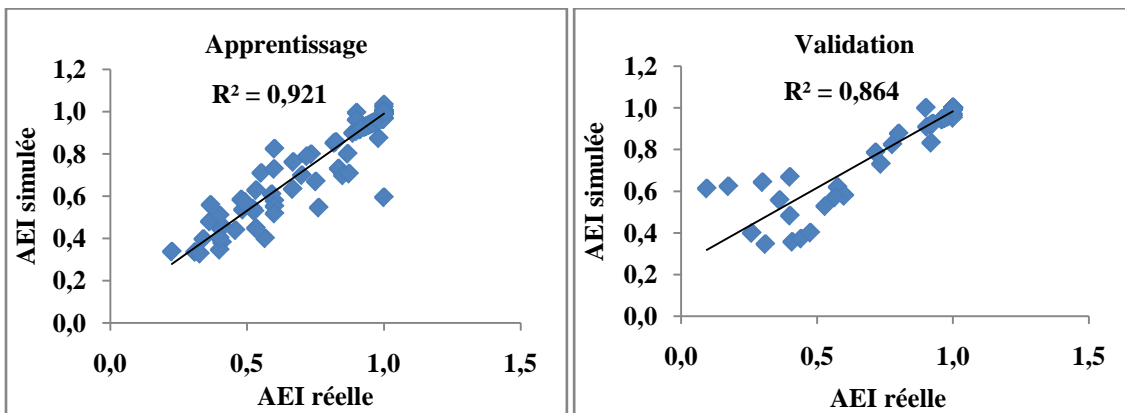 Apprentissage
R² = 0,921
1,2
1,0
0,8
0,6
0,4
0,2
0,0
AEI simulée
0,0
0,5
1,0
1,5
AEI réelle
Validation
R² = 0,864
1,2
1,0
0,8
0,6
0,4
0,2
0,0
AEI simulée
0,0
0,5
1,0
1,5
AEI réelle